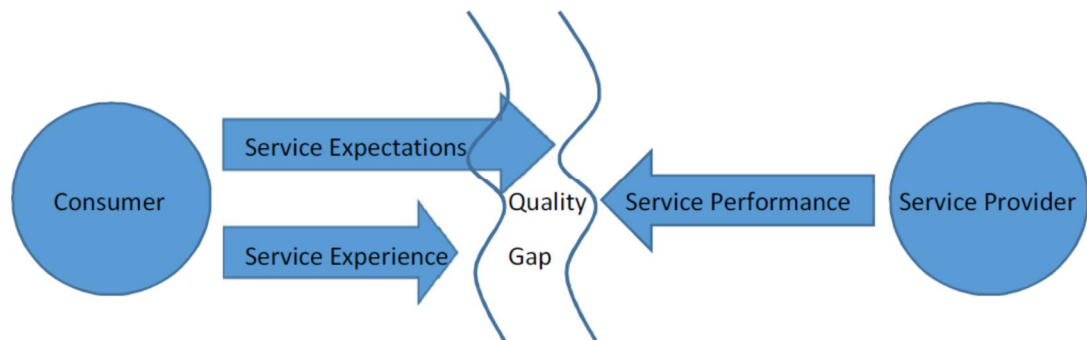 Consumer
Service Expectations
Service Experience
Quality
Gap
Service Performance
Service Provider